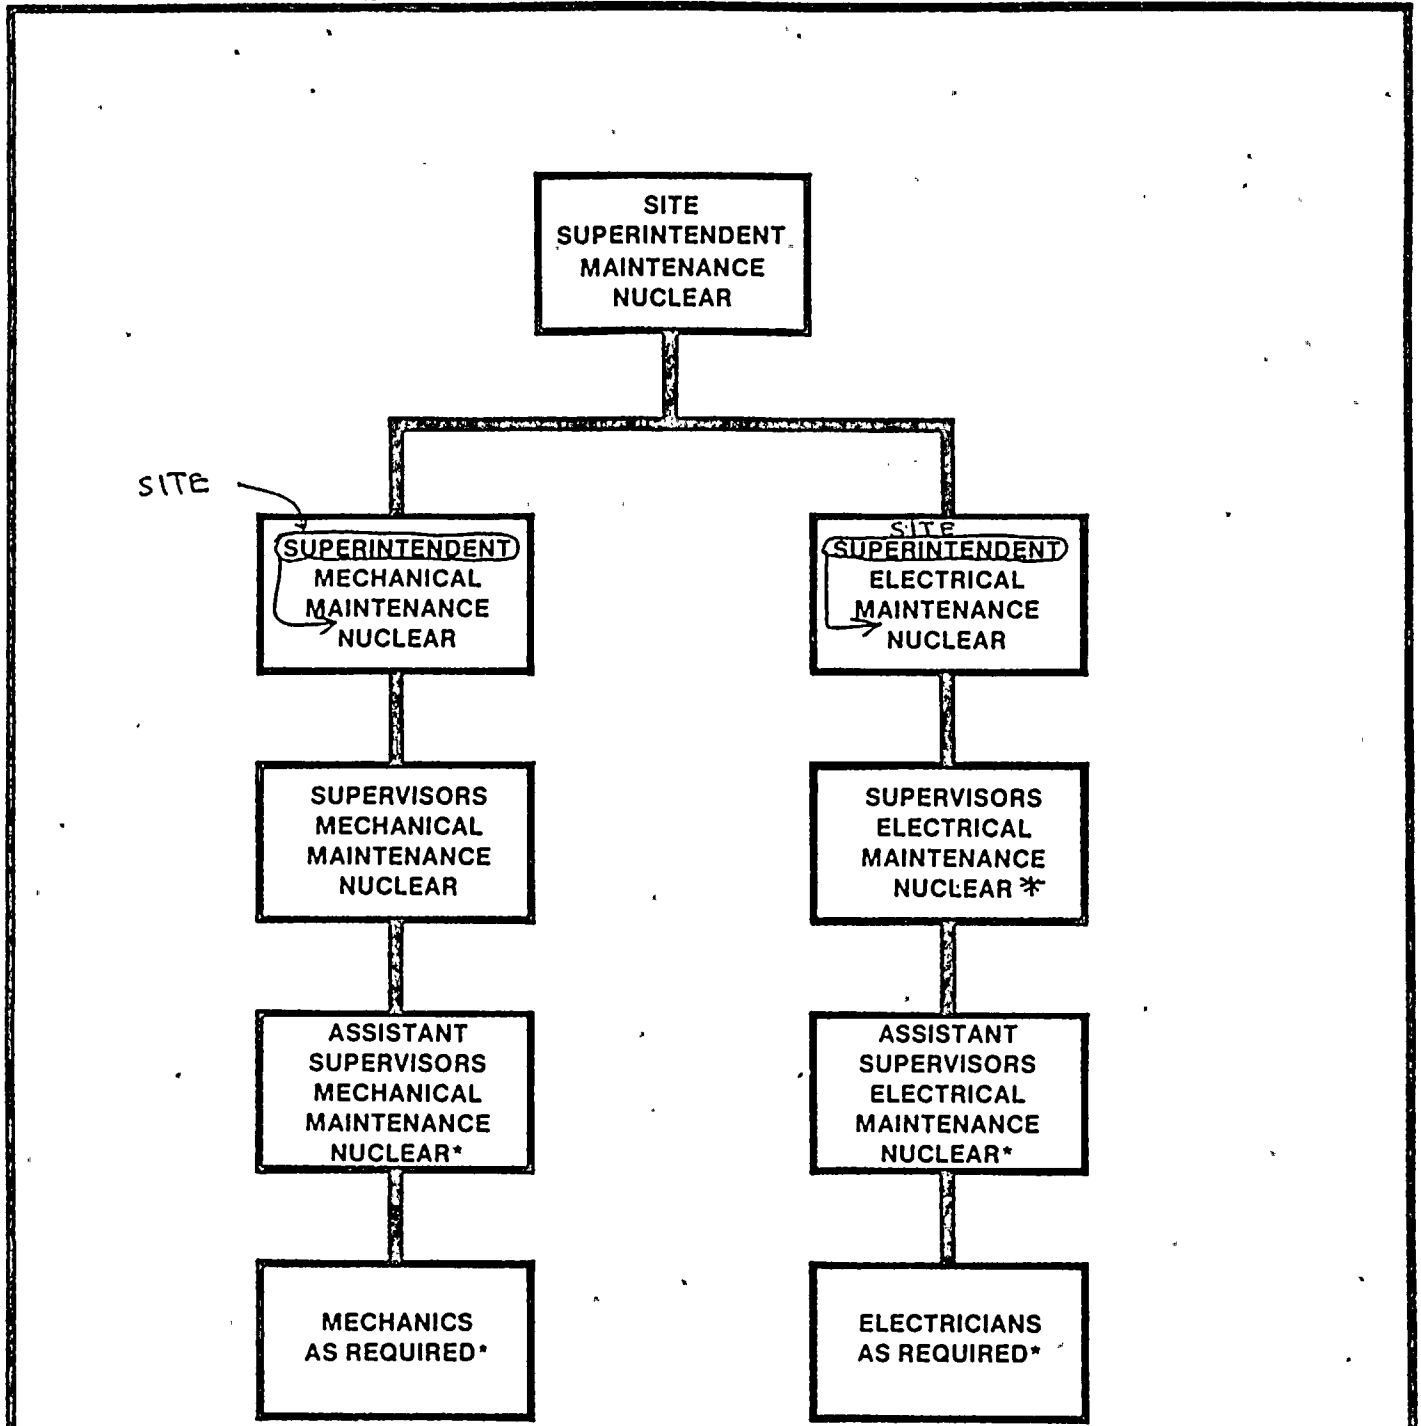 SITE
SUPERINTENDENT
MAINTENANCE
NUCLEAR
SITE
SUPERINTENDENT
MECHANICAL
MAINTENANCE
NUCLEAR
SITE
SUPERINTENDENT
ELECTRICAL
MAINTENANCE
NUCLEAR
SUPERVISORS
MECHANICAL
MAINTENANCE
NUCLEAR
SUPERVISORS
ELECTRICAL
MAINTENANCE
NUCLEAR *
ASSISTANT
SUPERVISORS
MECHANICAL
MAINTENANCE
NUCLEAR*
ASSISTANT
SUPERVISORS
ELECTRICAL
MAINTENANCE
NUCLEAR*
MECHANICS
AS REQUIRED*
ELECTRICIANS
AS REQUIRED*